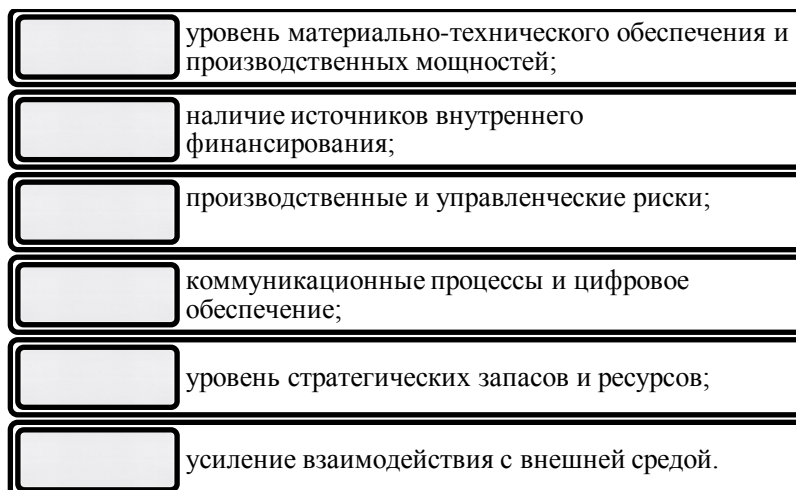 уровень материально-технического обеспечения и
производственных мощностей;
наличие источников внутреннего
финансирования;
производственные и управленческие риски;
коммуникационные процессы и цифровое
обеспечение;
уровень стратегических запасов и ресурсов;
усиление взаимодействия с внешней средой.